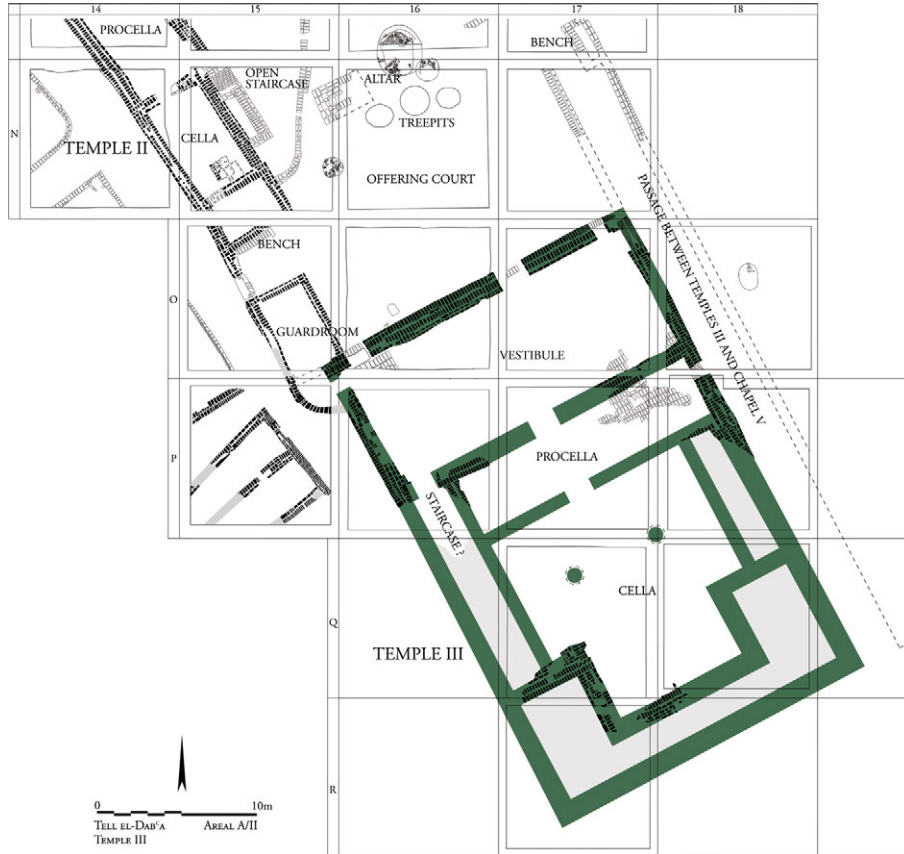 14 15 16 17 18
PROCELLA
BENCH
OPEN
STAIRCASE
ALTAR
N
CELLA
TREEPITS
TEMPLE II
OFFERING COURT
PASSAGE BETWEEN TEMPLES III AND CHAPEL V
BENCH
O
GUARDROOM
VESTIBULE
P
PROCELLA
STAIRCASE ?
CELLA
Q
TEMPLE III
R
0 10m
TELL EL-DABᶜA AREAL A/II
TEMPLE III